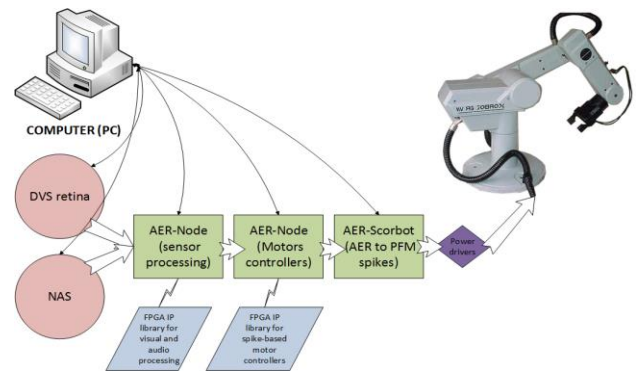 COMPUTER (PC)
DVS retina
NAS
AER-Node
(sensor
processing)
AER-Node
(Motors
controllers)
AER-Scorbot
(AER to PFM
spikes)
Power
drivers
FPGA IP
library for
visual and
audio
processing
FPGA IP
library for
spike-based
motor
controllers